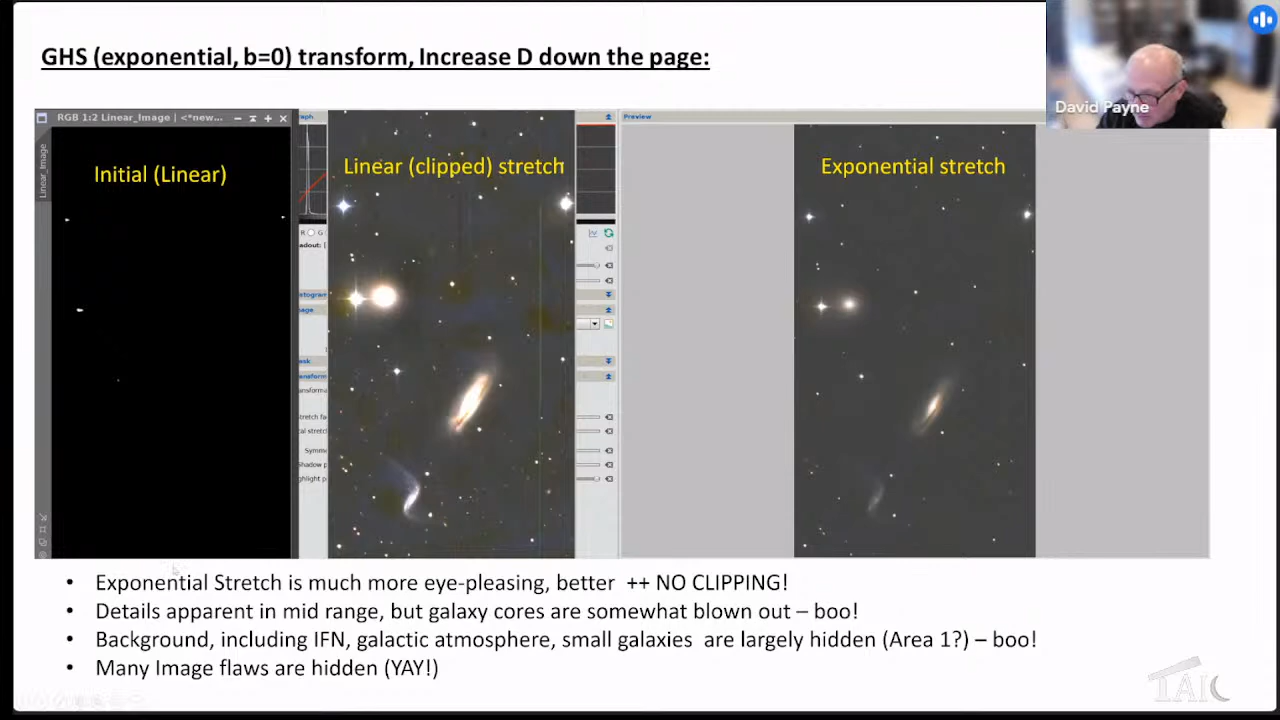 GHS (exponential, b=0) transform, Increase D down the page:
David Payne
RGB 1:2 Linear_Image | <*new...
Preview
Linear_Image
Initial (Linear)
Linear (clipped) stretch
Exponential stretch
R G
• Exponential Stretch is much more eye-pleasing, better ++ NO CLIPPING!
• Details apparent in mid range, but galaxy cores are somewhat blown out – boo!
• Background, including IFN, galactic atmosphere, small galaxies are largely hidden (Area 1?) – boo!
• Many Image flaws are hidden (YAY!)
TAIC